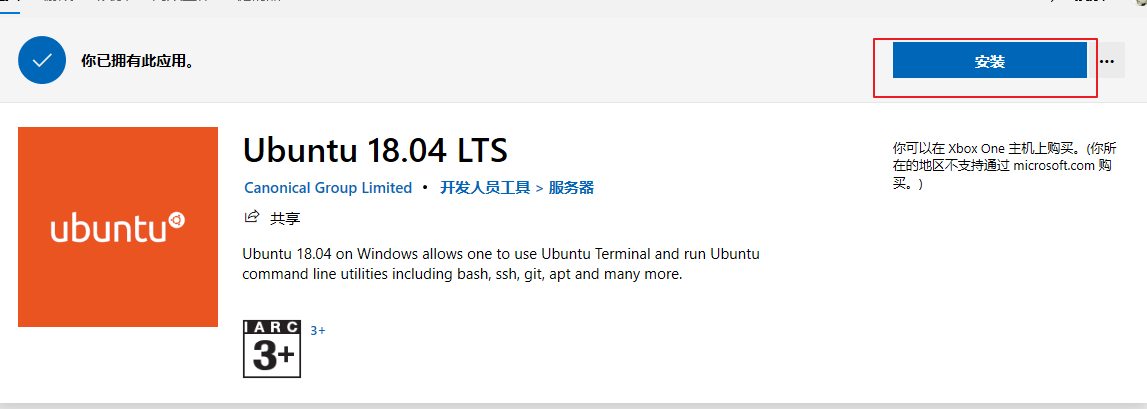 你已拥有此应用。
安装
...
ubuntu
Ubuntu 18.04 LTS
Canonical Group Limited • 开发人员工具 > 服务器
共享
Ubuntu 18.04 on Windows allows one to use Ubuntu Terminal and run Ubuntu
command line utilities including bash, ssh, git, apt and many more.
IARC
3+
3+
你可以在 Xbox One 主机上购买。(你所
在的地区不支持通过 microsoft.com 购
买。)